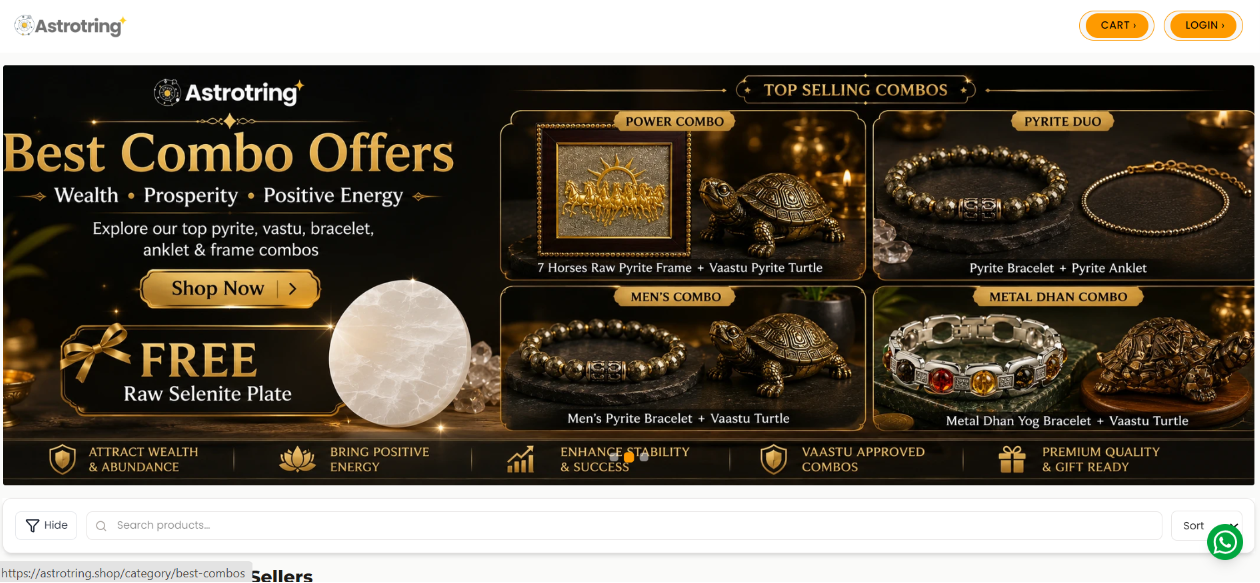 Astrotring
CART ›
LOGIN ›
Astrotring
Best Combo Offers
Wealth • Prosperity • Positive Energy
Explore our top pyrite, vastu, bracelet,
anklet & frame combos
Shop Now
FREE
Raw Selenite Plate
TOP SELLING COMBOS
POWER COMBO
7 Horses Raw Pyrite Frame + Vaastu Pyrite Turtle
PYRITE DUO
Pyrite Bracelet + Pyrite Anklet
MEN'S COMBO
Men's Pyrite Bracelet + Vaastu Turtle
METAL DHAN COMBO
Metal Dhan Yog Bracelet + Vaastu Turtle
ATTRACT WEALTH
& ABUNDANCE
BRING POSITIVE
ENERGY
ENHANCE STABILITY
& SUCCESS
VAASTU APPROVED
COMBOS
PREMIUM QUALITY
& GIFT READY
Hide
Search products...
Sort
Sellers
https://astrotring.shop/category/best-combos